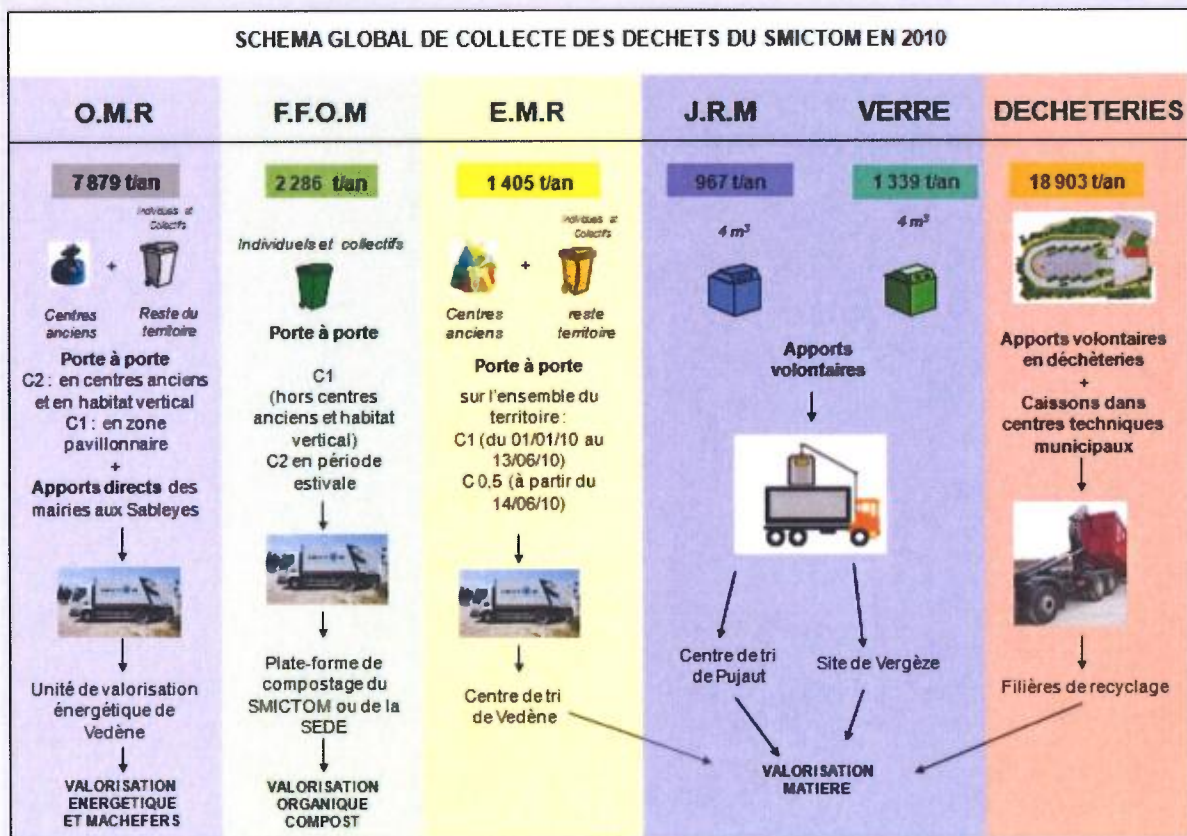 SCHEMA GLOBAL DE COLLECTE DES DECHETS DU SMICTOM EN 2010
O.M.R
7 879 t/an
Individuels et
Collectifs
+
Centres
anciens
Reste du
territoire
Porte à porte
C2 : en centres anciens
et en habitat vertical
C1 : en zone
pavillonnaire
+
Apports directs des
mairies aux Sableyes
Unité de valorisation
énergétique de
Vedène
VALORISATION
ENERGETIQUE
ET MACHEFERS
F.F.O.M
2 286 t/an
Individuels et collectifs
Porte à porte
C1
(hors centres
anciens et habitat
vertical)
C2 en période
estivale
Plate-forme de
compostage du
SMICTOM ou de la
SEDE
VALORISATION
ORGANIQUE
COMPOST
E.M.R
1 405 t/an
Individuels et
Collectifs
+
Centres
anciens
reste
territoire
Porte à porte
sur l'ensemble du
territoire :
C1 (du 01/01/10 au
13/06/10)
C 0,5 (à partir du
14/06/10)
Centre de tri
de Vedène
J.R.M
967 t/an
4 m³
VERRE
1 339 t/an
4 m³
Apports
volontaires
Centre de tri
de Pujaut
Site de Vergèze
VALORISATION
MATIERE
DECHETERIES
18 903 t/an
Apports volontaires
en déchèteries
+
Caissons dans
centres techniques
municipaux
Filières de recyclage